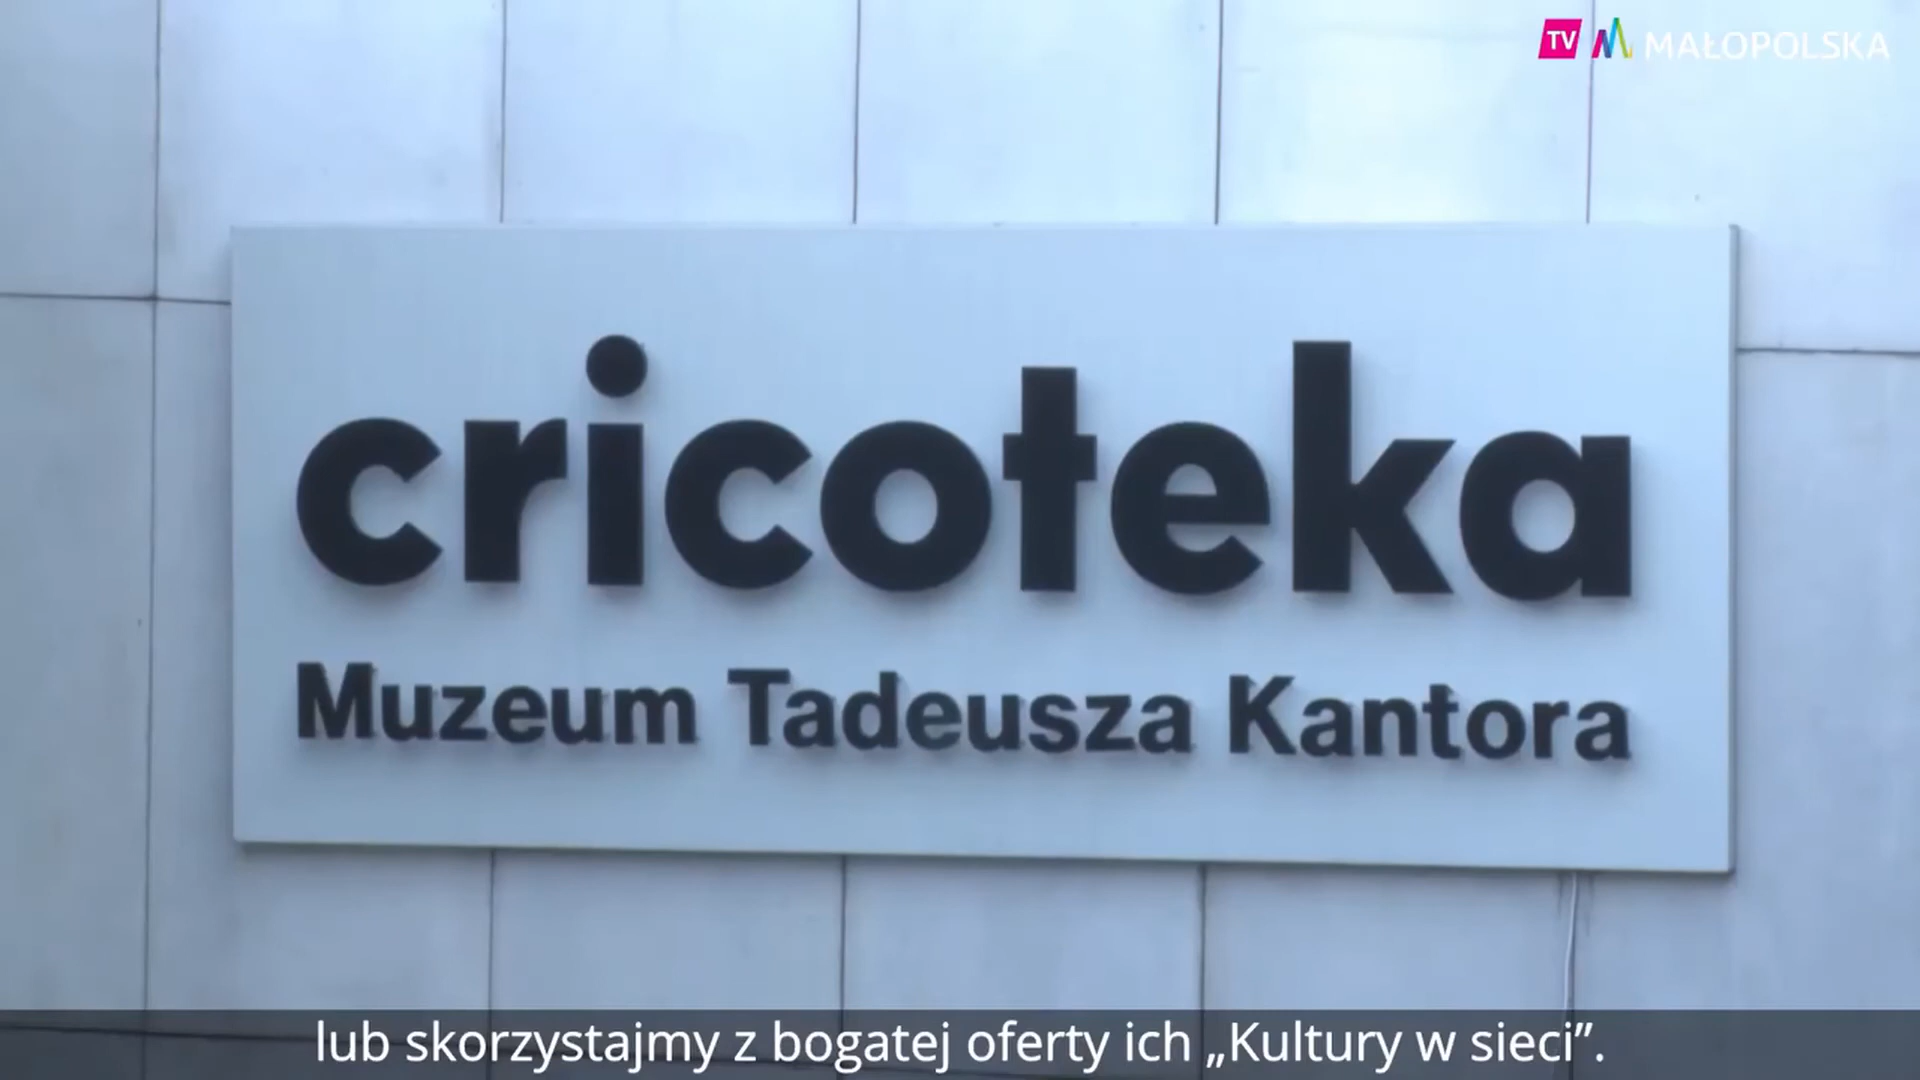 TV MAŁOPOLSKA
cricoteka
Muzeum Tadeusza Kantora
lub skorzystajmy z bogatej oferty ich „Kultury w sieci”.